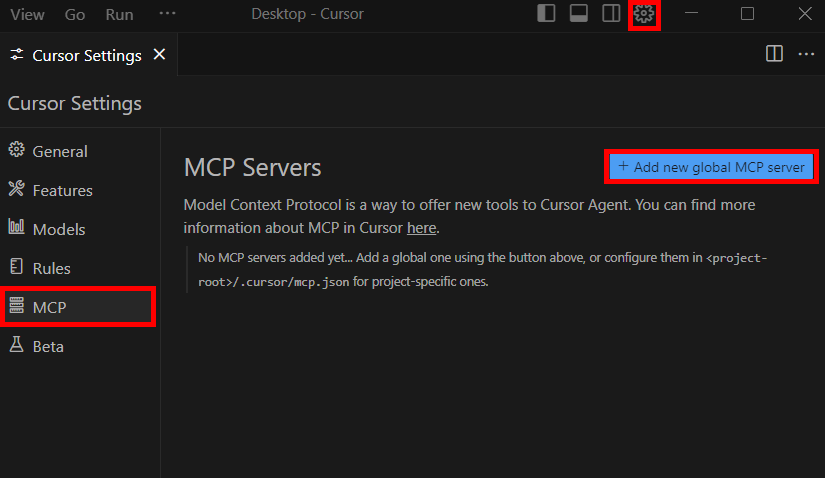 View Go Run ··· Desktop - Cursor
Cursor Settings
Cursor Settings
General
Features
Models
Rules
MCP
Beta
MCP Servers
+ Add new global MCP server
Model Context Protocol is a way to offer new tools to Cursor Agent. You can find more
information about MCP in Cursor here.
No MCP servers added yet... Add a global one using the button above, or configure them in <project-
root>/.cursor/mcp.json for project-specific ones.